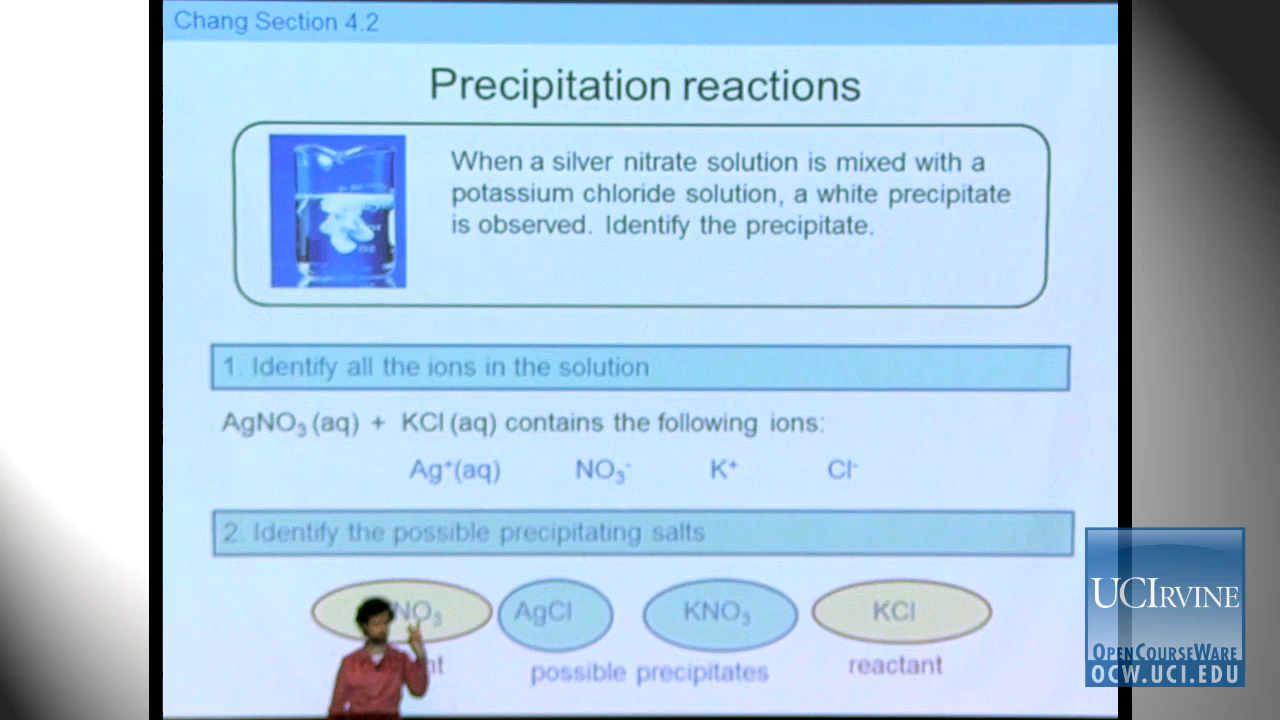 Chang Section 4.2
Precipitation reactions
When a silver nitrate solution is mixed with a
potassium chloride solution, a white precipitate
is observed. Identify the precipitate.
1. Identify all the ions in the solution
AgNO₃ (aq) + KCl (aq) contains the following ions:
Ag⁺(aq) NO₃⁻ K⁺ Cl⁻
2. Identify the possible precipitating salts
NO₃ AgCl KNO₃ KCl
possible precipitates reactant
UCIRVINE
OPENCOURSEWARE
OCW.UCI.EDU